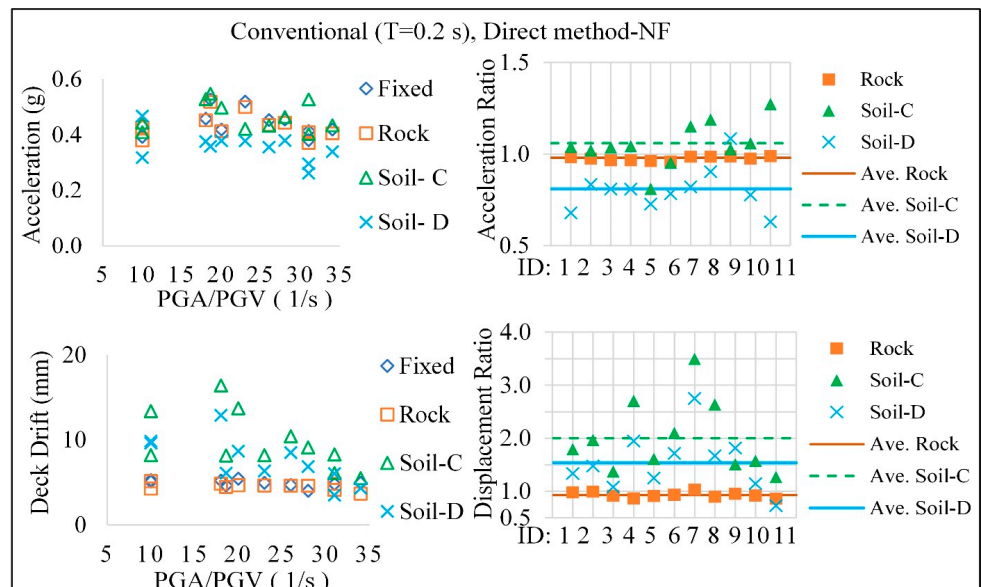 Conventional (T=0.2 s), Direct method-NF
Acceleration (g)
0.6
0.4
0.2
0.0
5 10 15 20 25 30 35
PGA/PGV ( 1/s )
Fixed
Rock
Soil- C
Soil- D
Acceleration Ratio
1.5
1.0
0.5
ID: 1 2 3 4 5 6 7 8 9 10 11
Rock
Soil-C
Soil-D
Ave. Rock
Ave. Soil-C
Ave. Soil-D
Deck Drift (mm)
20
10
0
5 10 15 20 25 30 35
PGA/PGV ( 1/s )
Fixed
Rock
Soil-C
Soil-D
Displacement Ratio
4.0
3.0
2.0
1.0
0.5
ID: 1 2 3 4 5 6 7 8 9 10 11
Rock
Soil-C
Soil-D
Ave. Rock
Ave. Soil-C
Ave. Soil-D